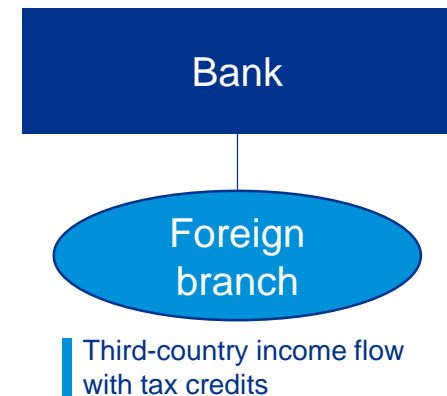 Bank
Foreign
branch
Third-country income flow
with tax credits